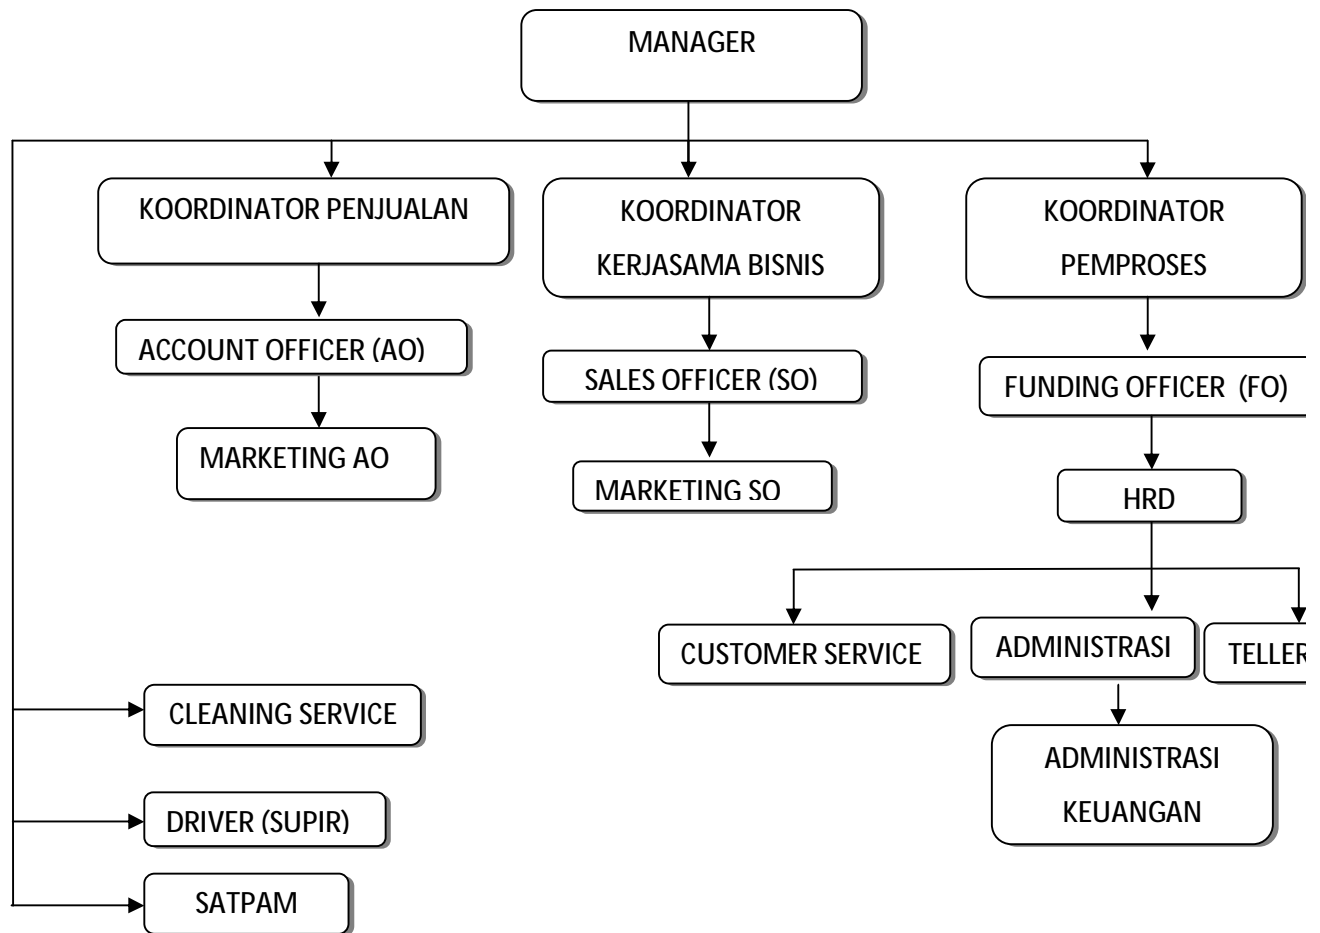 MANAGER
KOORDINATOR PENJUALAN
KOORDINATOR
KERJASAMA BISNIS
KOORDINATOR
PEMPROSES
ACCOUNT OFFICER (AO)
SALES OFFICER (SO)
FUNDING OFFICER (FO)
MARKETING AO
MARKETING SO
HRD
CUSTOMER SERVICE
ADMINISTRASI
TELLER
CLEANING SERVICE
ADMINISTRASI
KEUANGAN
DRIVER (SUPIR)
SATPAM